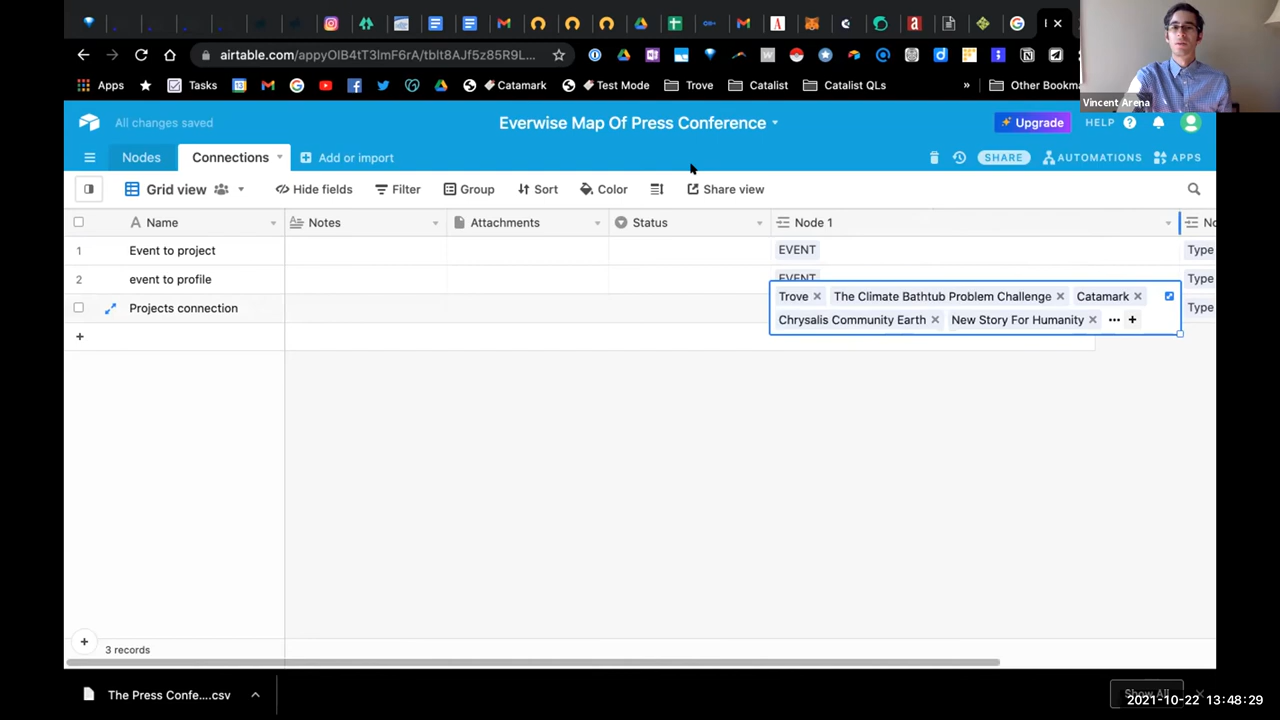 airtable.com/appyOIB4tT3lmF6rA/tblt8AJf5z85R9L...
Vincent Arena
Apps Tasks Catamark Test Mode Trove Catalist Catalist QLs » Other Bookma
All changes saved
Everwise Map Of Press Conference
Upgrade
HELP
Nodes
Connections
Add or import
SHARE
AUTOMATIONS
APPS
Grid view
Hide fields
Filter
Group
Sort
Color
Share view
Name Notes Attachments Status Node 1 No
1 Event to project EVENT Type
2 event to profile EVENT Type
Projects connection Type
Trove The Climate Bathtub Problem Challenge Catamark
Chrysalis Community Earth New Story For Humanity ••• +
+
+
3 records
The Press Confe....csv
Show All
2021-10-22 13:48:29